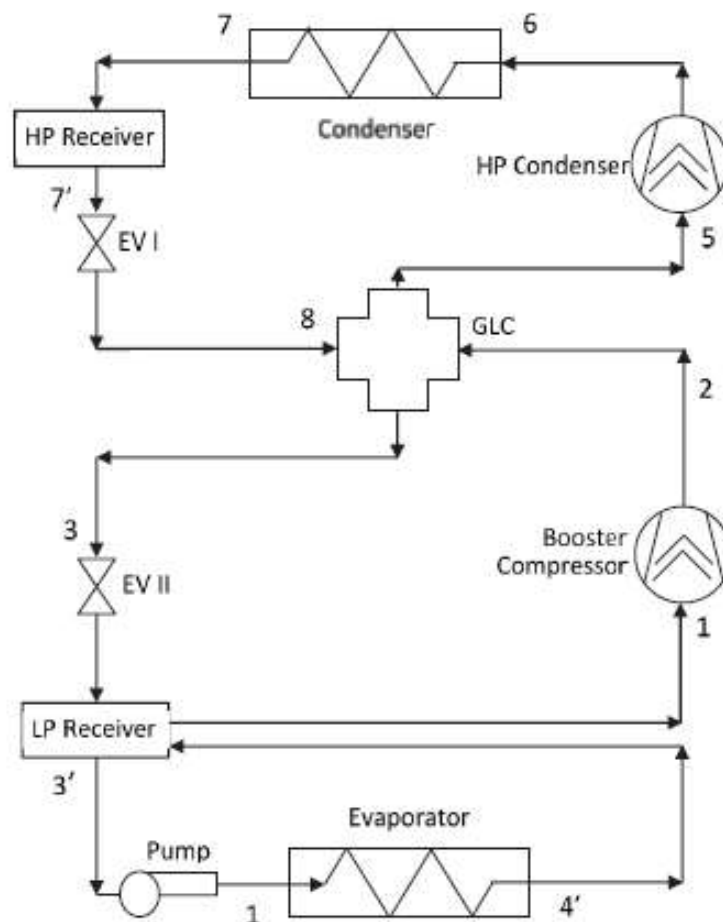 7
6
Condenser
HP Receiver
HP Condenser
7'
EV I
5
8
GLC
2
3
EV II
Booster
Compressor
1
LP Receiver
3'
Evaporator
Pump
1
4'